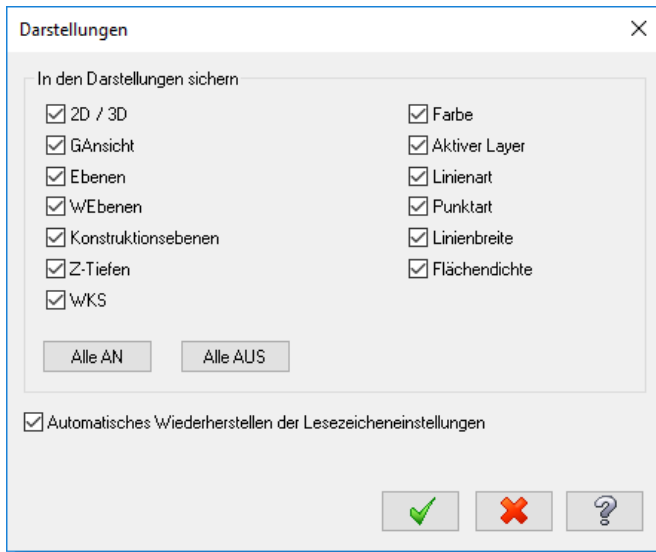 Darstellungen
In den Darstellungen sichern
2D / 3D
GAnsicht
Ebenen
WEbenen
Konstruktionsebenen
Z-Tiefen
WKS
Farbe
Aktiver Layer
Linienart
Punktart
Linienbreite
Flächendichte
Alle AN
Alle AUS
Automatisches Wiederherstellen der Lesezeicheneinstellungen